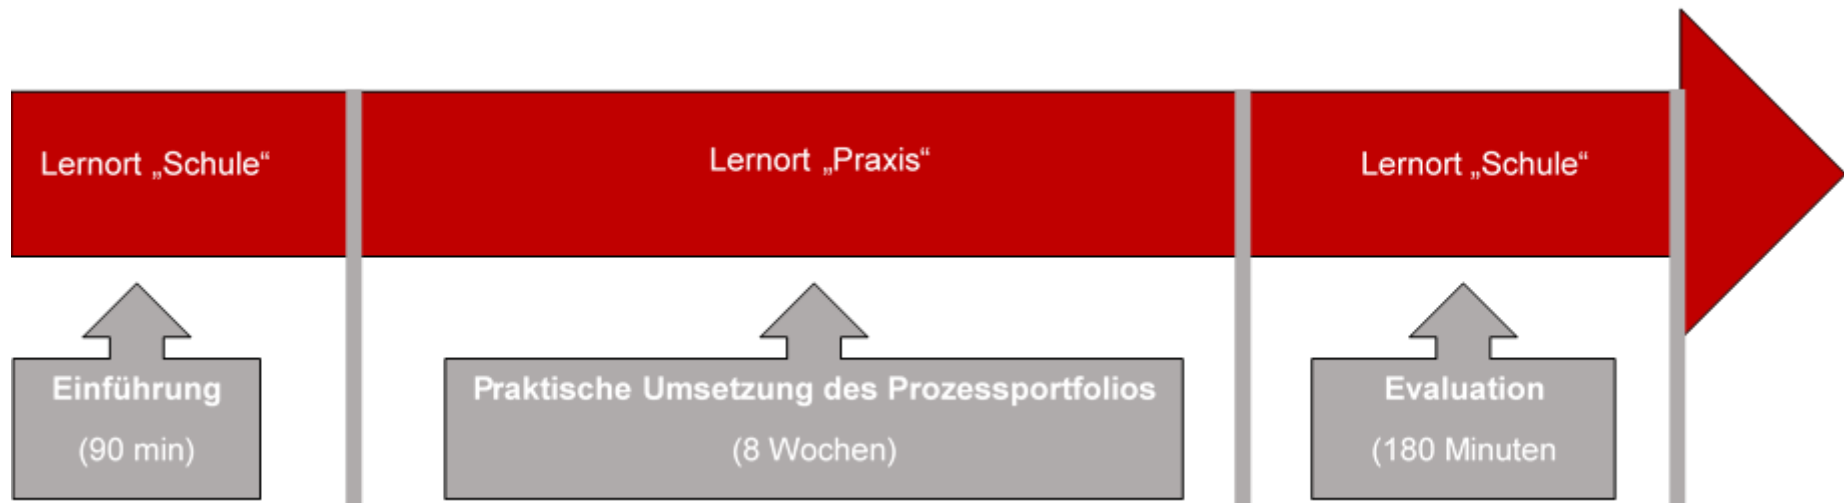 Lernort „Schule“
Lernort „Praxis“
Lernort „Schule“
Einführung
(90 min)
Praktische Umsetzung des Prozessportfolios
(8 Wochen)
Evaluation
(180 Minuten